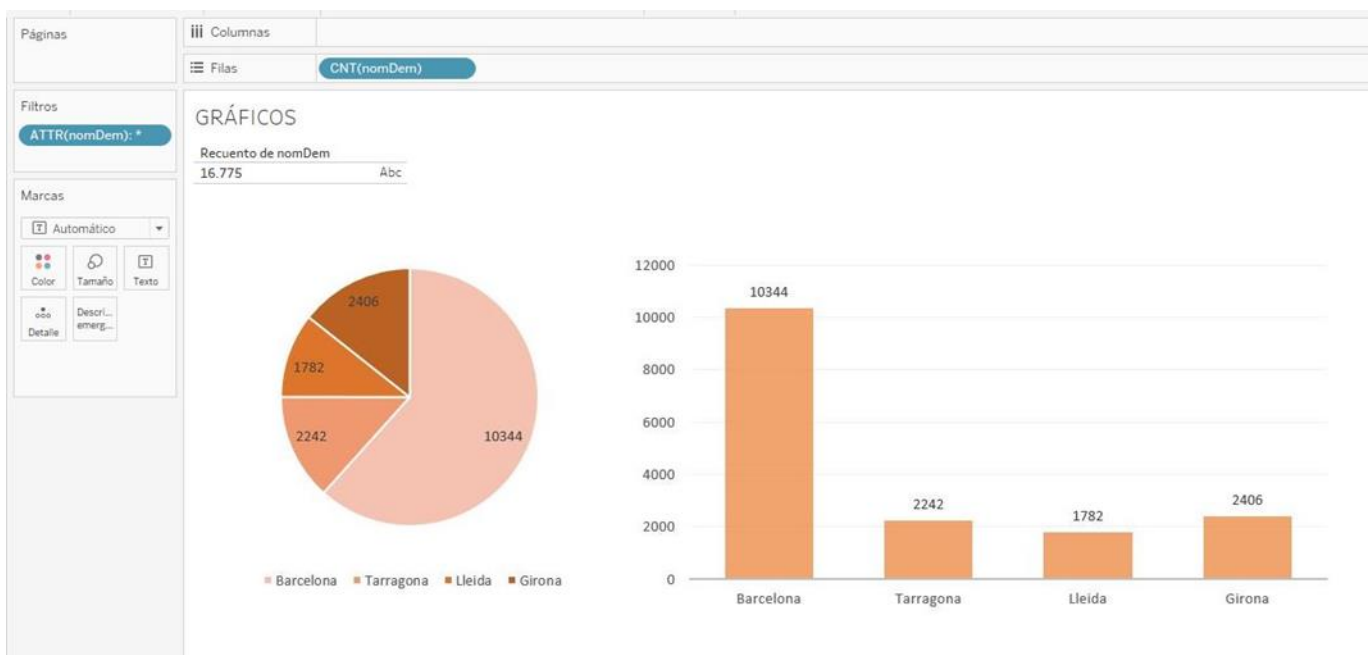 Páginas
iii Columnas
Filas
CNT(nomDem)
Filtros
ATTR(nomDem): *
GRÁFICOS
Recuento de nomDem
16.775 Abc
Marcas
Automático
Color Tamaño Texto
Detalle Descri... emerg...
2406
1782
2242
10344
Barcelona Tarragona Lleida Girona
12000
10000
8000
6000
4000
2000
0
10344
2242
1782
2406
Barcelona Tarragona Lleida Girona